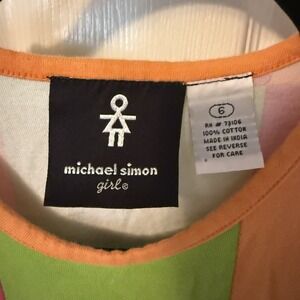 michael simon
girl©
6
RN # 73106
100% COTTON
MADE IN INDIA
SEE REVERSE
FOR CARE